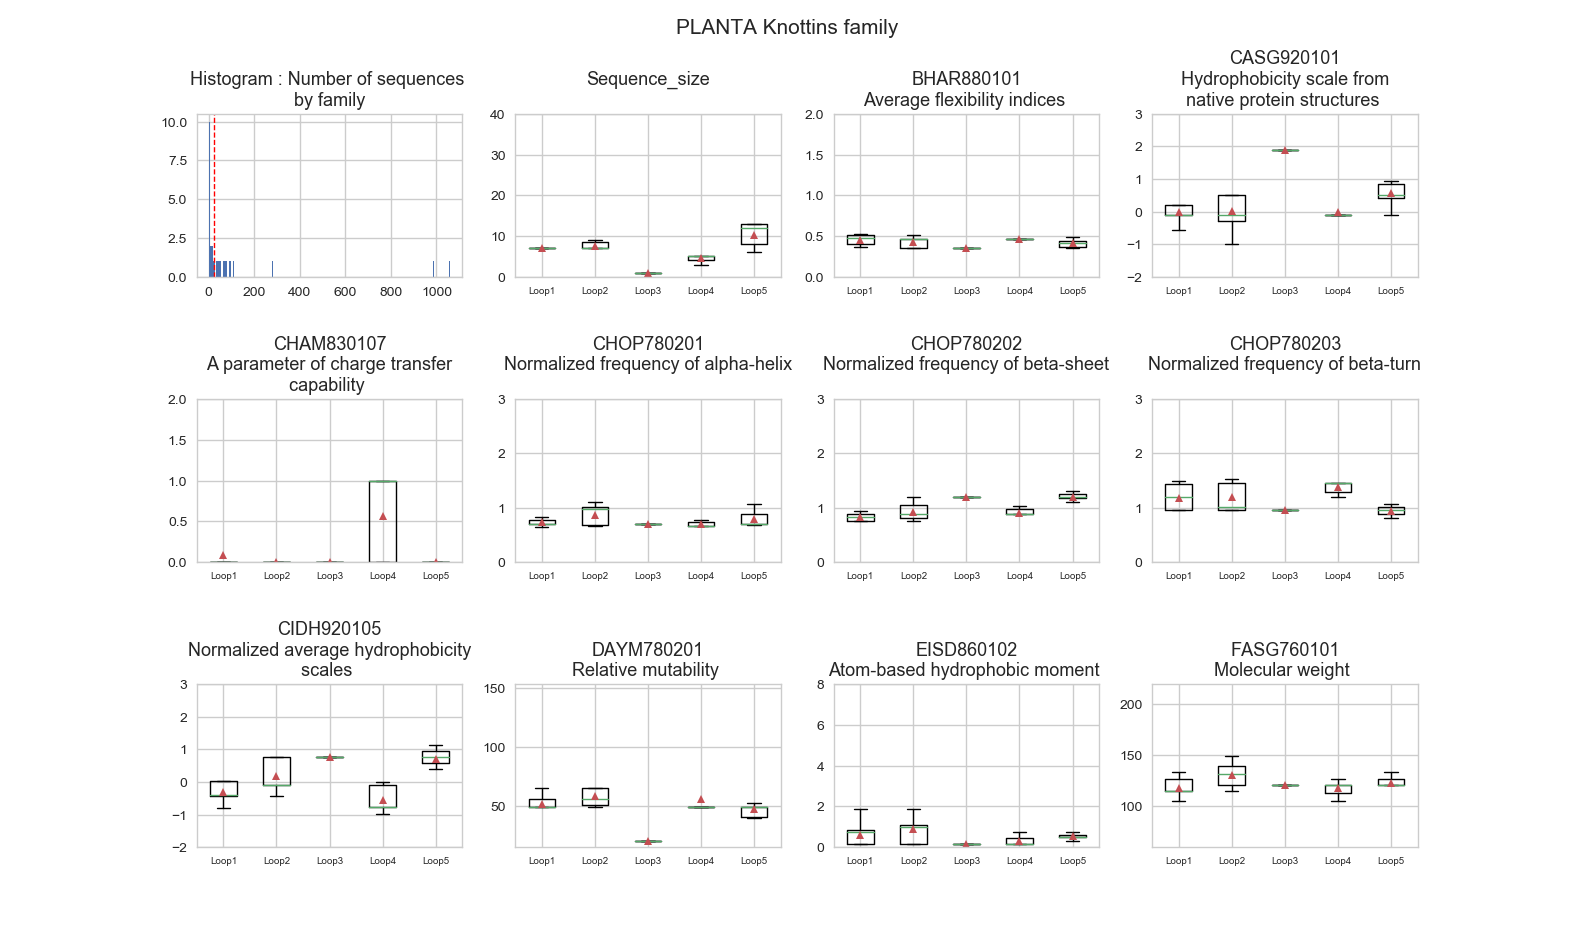 PLANTA Knottins family
Histogram : Number of sequences
by family
10.0
7.5
5.0
2.5
0.0
0 200 400 600 800 1000
Sequence_size
40
30
20
10
0
Loop1 Loop2 Loop3 Loop4 Loop5
BHAR880101
Average flexibility indices
2.0
1.5
1.0
0.5
0.0
Loop1 Loop2 Loop3 Loop4 Loop5
CASG920101
Hydrophobicity scale from
native protein structures
3
2
1
0
−1
−2
Loop1 Loop2 Loop3 Loop4 Loop5
CHAM830107
A parameter of charge transfer
capability
2.0
1.5
1.0
0.5
0.0
Loop1 Loop2 Loop3 Loop4 Loop5
CHOP780201
Normalized frequency of alpha-helix
3
2
1
0
Loop1 Loop2 Loop3 Loop4 Loop5
CHOP780202
Normalized frequency of beta-sheet
3
2
1
0
Loop1 Loop2 Loop3 Loop4 Loop5
CHOP780203
Normalized frequency of beta-turn
3
2
1
0
Loop1 Loop2 Loop3 Loop4 Loop5
CIDH920105
Normalized average hydrophobicity
scales
3
2
1
0
−1
−2
Loop1 Loop2 Loop3 Loop4 Loop5
DAYM780201
Relative mutability
150
100
50
Loop1 Loop2 Loop3 Loop4 Loop5
EISD860102
Atom-based hydrophobic moment
8
6
4
2
0
Loop1 Loop2 Loop3 Loop4 Loop5
FASG760101
Molecular weight
200
150
100
Loop1 Loop2 Loop3 Loop4 Loop5